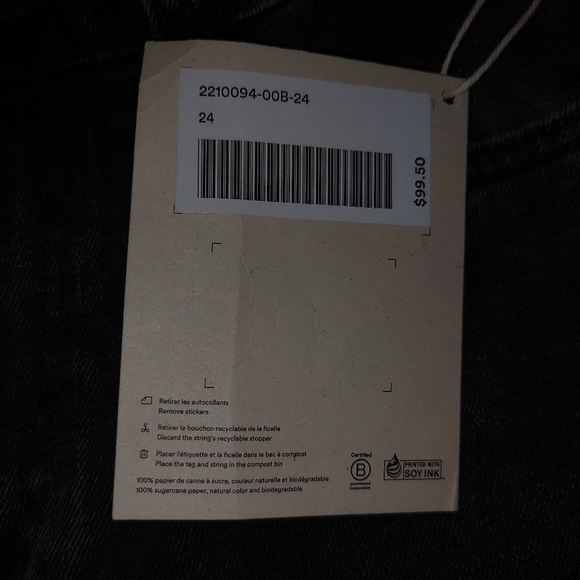 2210094-00B-24
24
$99.50
Retirer les autocollants
Remove stickers
Retirer le bouchon recyclable de la ficelle
Discard the string's recyclable stopper
Placer l'étiquette et la ficelle dans le bac à compost
Place the tag and string in the compost bin
100% papier de canne à sucre, couleur naturelle et biodégradable
100% sugarcane paper, natural color and biodegradable
Certified
B
Corporation
PRINTED WITH
SOY INK